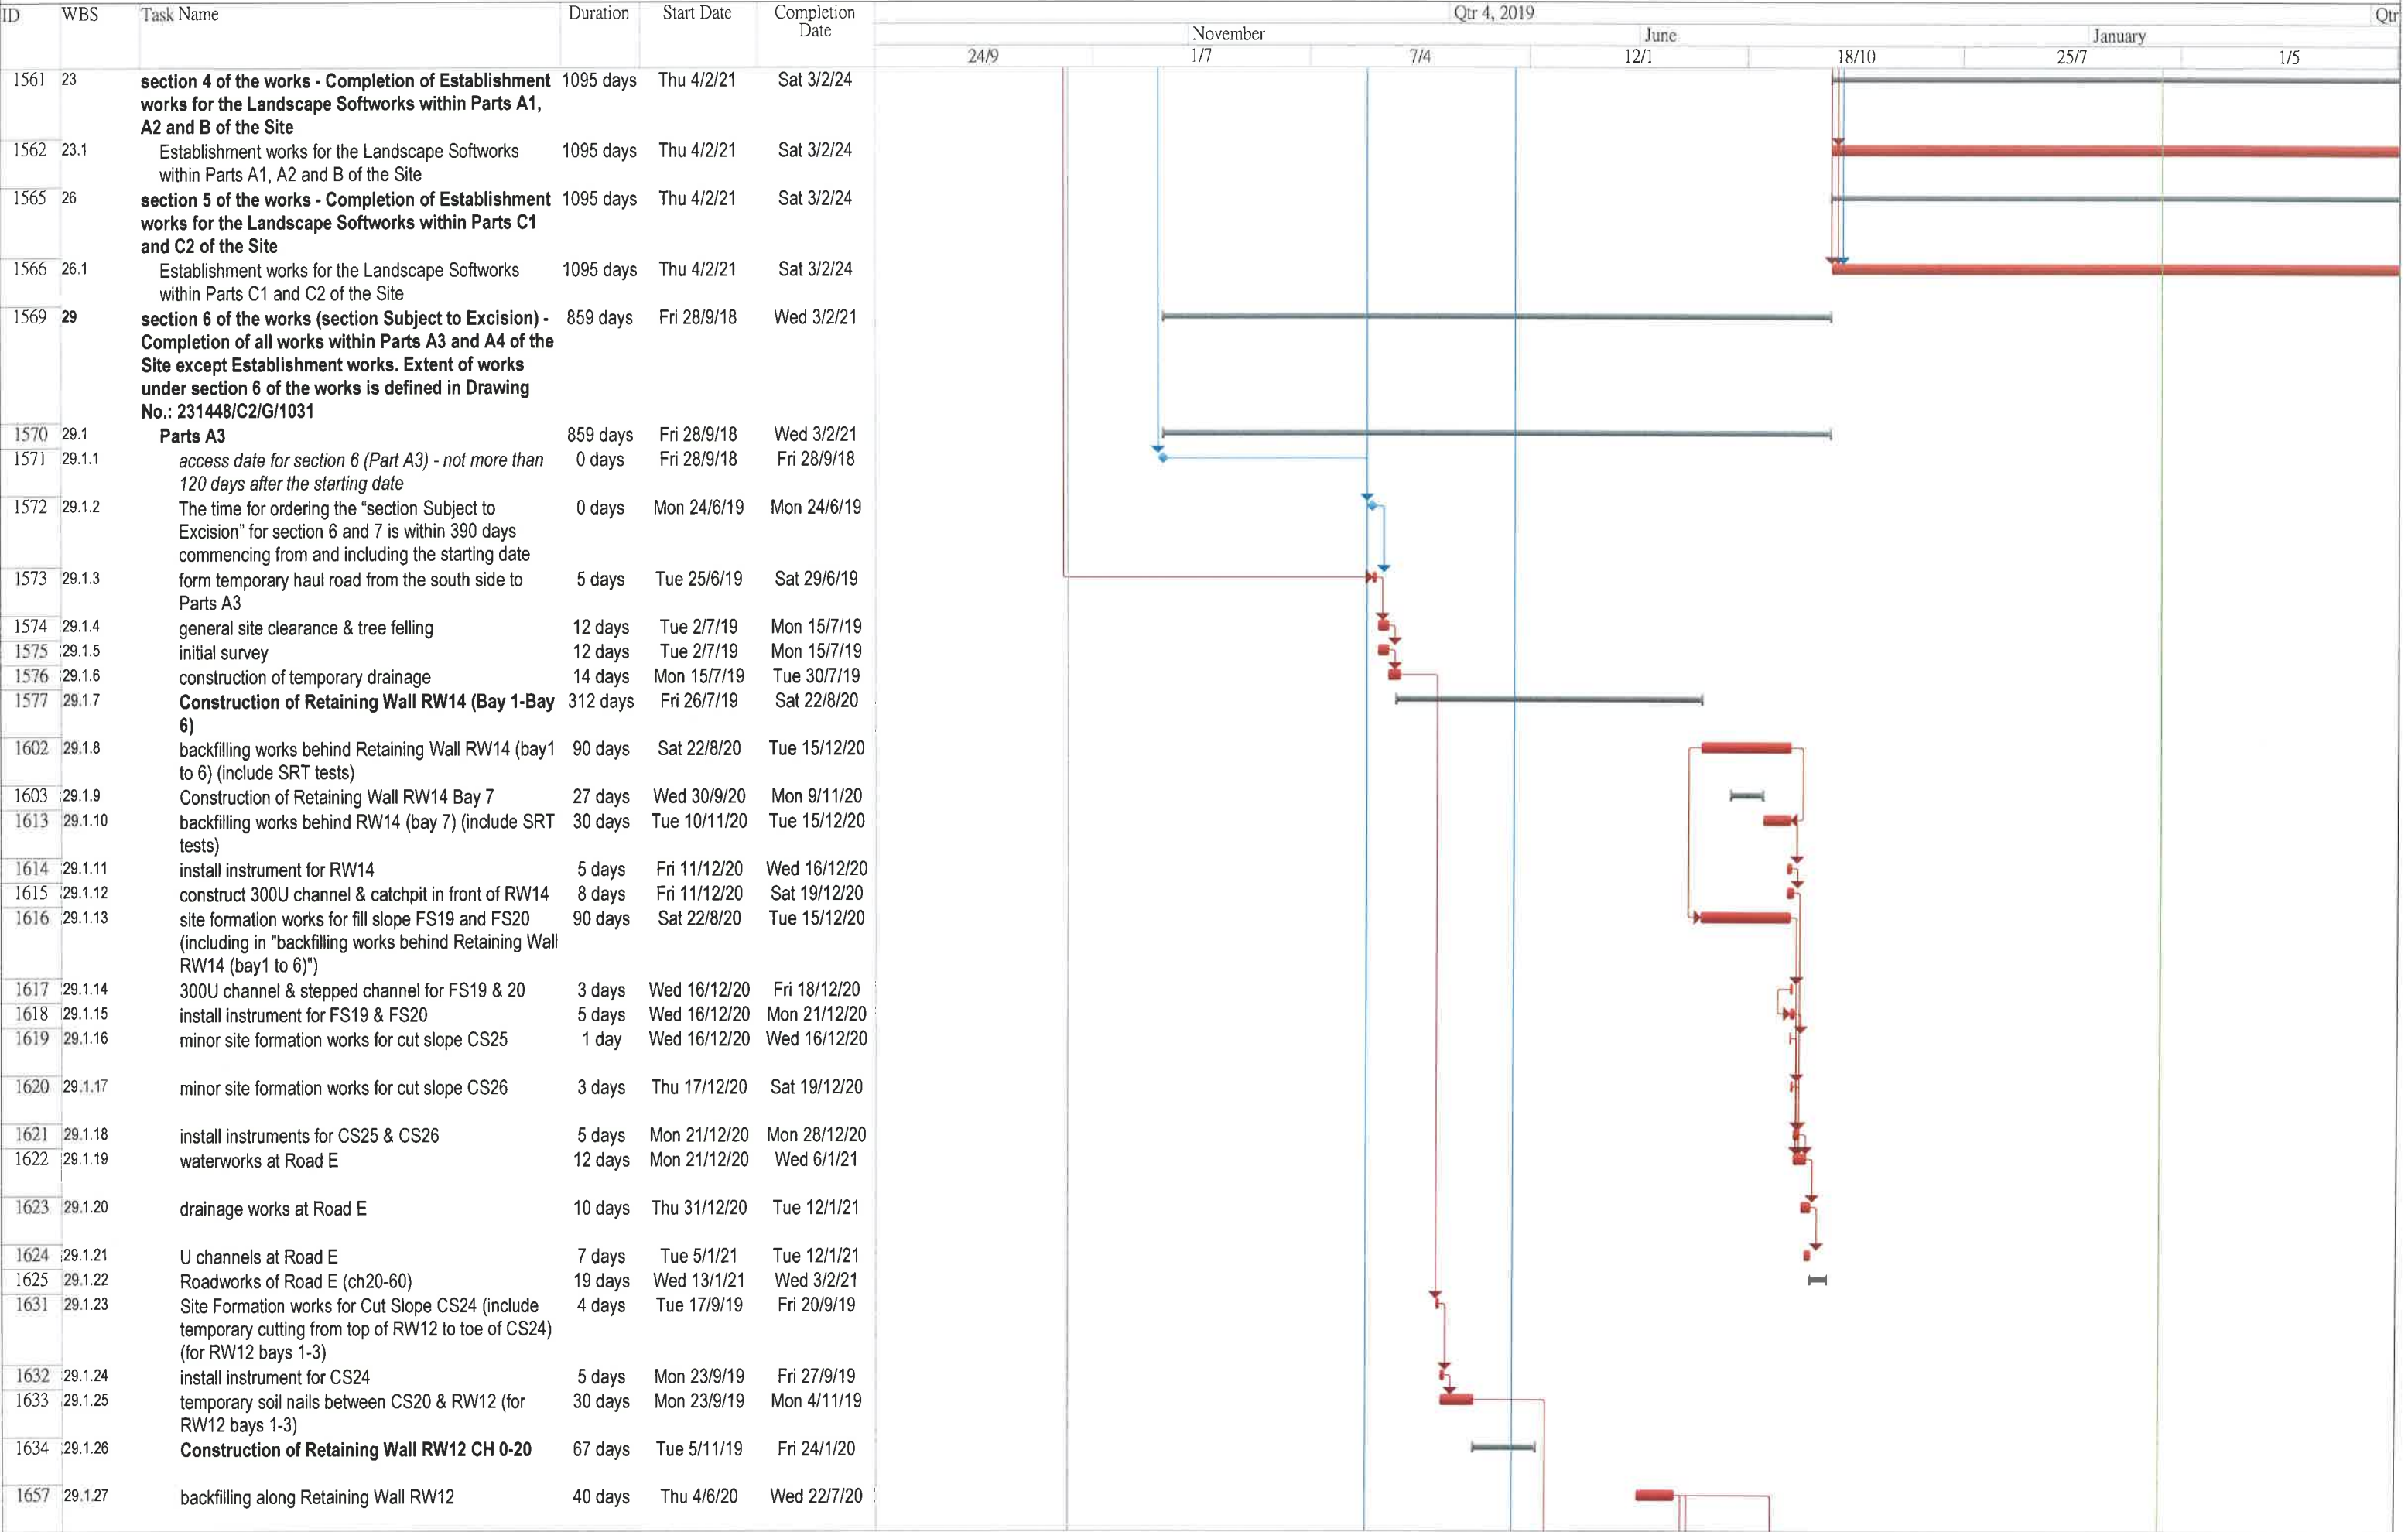 ID WBS Task Name Duration Start Date Completion Date Qtr 4, 2019 Qtr
November June January
24/9 1/7 7/4 12/1 18/10 25/7 1/5
1561 23 section 4 of the works - Completion of Establishment 1095 days Thu 4/2/21 Sat 3/2/24
works for the Landscape Softworks within Parts A1,
A2 and B of the Site
1562 23.1 Establishment works for the Landscape Softworks 1095 days Thu 4/2/21 Sat 3/2/24
within Parts A1, A2 and B of the Site
1565 26 section 5 of the works - Completion of Establishment 1095 days Thu 4/2/21 Sat 3/2/24
works for the Landscape Softworks within Parts C1
and C2 of the Site
1566 26.1 Establishment works for the Landscape Softworks 1095 days Thu 4/2/21 Sat 3/2/24
within Parts C1 and C2 of the Site
1569 29 section 6 of the works (section Subject to Excision) - 859 days Fri 28/9/18 Wed 3/2/21
Completion of all works within Parts A3 and A4 of the
Site except Establishment works. Extent of works
under section 6 of the works is defined in Drawing
No.: 231448/C2/G/1031
1570 29.1 Parts A3 859 days Fri 28/9/18 Wed 3/2/21
1571 29.1.1 access date for section 6 (Part A3) - not more than 0 days Fri 28/9/18 Fri 28/9/18
120 days after the starting date
1572 29.1.2 The time for ordering the "section Subject to 0 days Mon 24/6/19 Mon 24/6/19
Excision" for section 6 and 7 is within 390 days
commencing from and including the starting date
1573 29.1.3 form temporary haul road from the south side to 5 days Tue 25/6/19 Sat 29/6/19
Parts A3
1574 29.1.4 general site clearance & tree felling 12 days Tue 2/7/19 Mon 15/7/19
1575 29.1.5 initial survey 12 days Tue 2/7/19 Mon 15/7/19
1576 29.1.6 construction of temporary drainage 14 days Mon 15/7/19 Tue 30/7/19
1577 29.1.7 Construction of Retaining Wall RW14 (Bay 1-Bay 312 days Fri 26/7/19 Sat 22/8/20
6)
1602 29.1.8 backfilling works behind Retaining Wall RW14 (bay1 90 days Sat 22/8/20 Tue 15/12/20
to 6) (include SRT tests)
1603 29.1.9 Construction of Retaining Wall RW14 Bay 7 27 days Wed 30/9/20 Mon 9/11/20
1613 29.1.10 backfilling works behind RW14 (bay 7) (include SRT 30 days Tue 10/11/20 Tue 15/12/20
tests)
1614 29.1.11 install instrument for RW14 5 days Fri 11/12/20 Wed 16/12/20
1615 29.1.12 construct 300U channel & catchpit in front of RW14 8 days Fri 11/12/20 Sat 19/12/20
1616 29.1.13 site formation works for fill slope FS19 and FS20 90 days Sat 22/8/20 Tue 15/12/20
(including in "backfilling works behind Retaining Wall
RW14 (bay1 to 6)")
1617 29.1.14 300U channel & stepped channel for FS19 & 20 3 days Wed 16/12/20 Fri 18/12/20
1618 29.1.15 install instrument for FS19 & FS20 5 days Wed 16/12/20 Mon 21/12/20
1619 29.1.16 minor site formation works for cut slope CS25 1 day Wed 16/12/20 Wed 16/12/20
1620 29.1.17 minor site formation works for cut slope CS26 3 days Thu 17/12/20 Sat 19/12/20
1621 29.1.18 install instruments for CS25 & CS26 5 days Mon 21/12/20 Mon 28/12/20
1622 29.1.19 waterworks at Road E 12 days Mon 21/12/20 Wed 6/1/21
1623 29.1.20 drainage works at Road E 10 days Thu 31/12/20 Tue 12/1/21
1624 29.1.21 U channels at Road E 7 days Tue 5/1/21 Tue 12/1/21
1625 29.1.22 Roadworks of Road E (ch20-60) 19 days Wed 13/1/21 Wed 3/2/21
1631 29.1.23 Site Formation works for Cut Slope CS24 (include 4 days Tue 17/9/19 Fri 20/9/19
temporary cutting from top of RW12 to toe of CS24)
(for RW12 bays 1-3)
1632 29.1.24 install instrument for CS24 5 days Mon 23/9/19 Fri 27/9/19
1633 29.1.25 temporary soil nails between CS20 & RW12 (for 30 days Mon 23/9/19 Mon 4/11/19
RW12 bays 1-3)
1634 29.1.26 Construction of Retaining Wall RW12 CH 0-20 67 days Tue 5/11/19 Fri 24/1/20
1657 29.1.27 backfilling along Retaining Wall RW12 40 days Thu 4/6/20 Wed 22/7/20